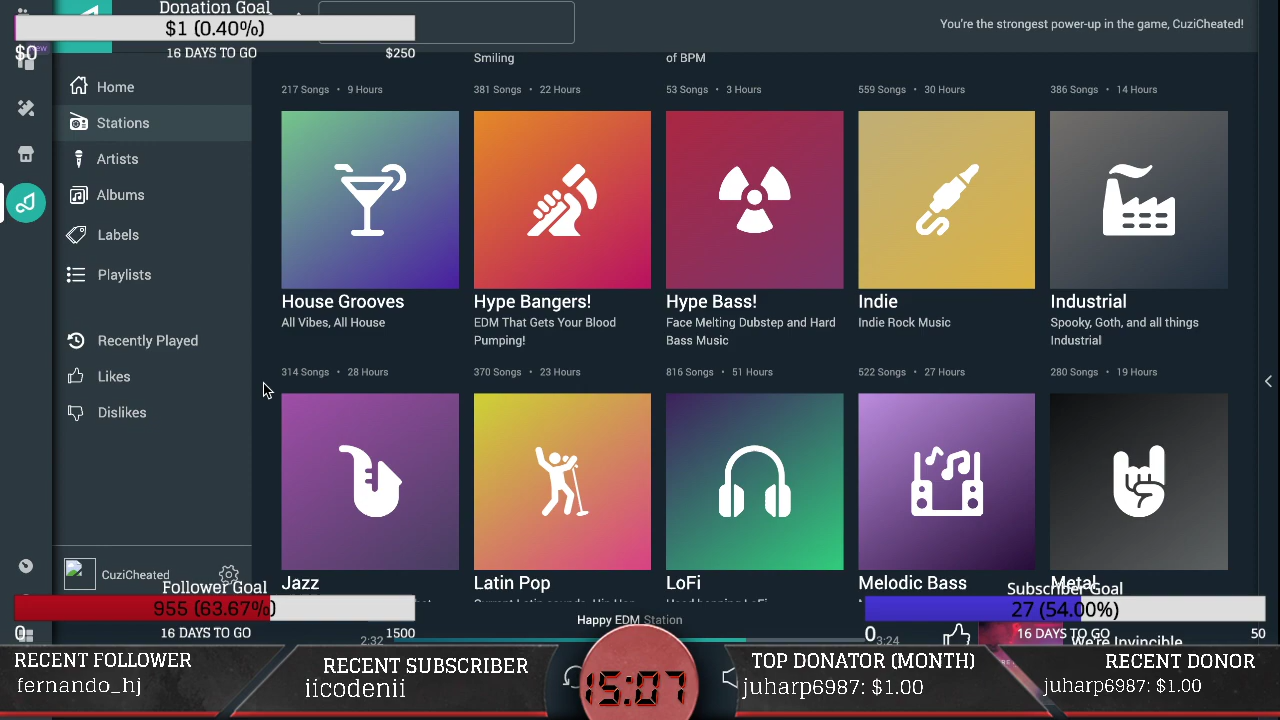 Donation Goal
$1 (0.40%)
$0
16 DAYS TO GO
$250
You're the strongest power-up in the game, CuziCheated!
Home
Stations
Artists
Albums
Labels
Playlists
Recently Played
Likes
Dislikes
CuziCheated
Smiling
of BPM
217 Songs • 9 Hours
381 Songs • 22 Hours
53 Songs • 3 Hours
559 Songs • 30 Hours
386 Songs • 14 Hours
House Grooves
All Vibes, All House
Hype Bangers!
EDM That Gets Your Blood
Pumping!
Hype Bass!
Face Melting Dubstep and Hard
Bass Music
Indie
Indie Rock Music
Industrial
Spooky, Goth, and all things
Industrial
314 Songs • 28 Hours
370 Songs • 23 Hours
816 Songs • 51 Hours
522 Songs • 27 Hours
280 Songs • 19 Hours
Jazz
Latin Pop
LoFi
Melodic Bass
Metal
Follower Goal
955 (63.67%)
0
16 DAYS TO GO
1500
Happy EDM Station
2:32
3:24
Subscriber Goal
27 (54.00%)
0
16 DAYS TO GO
50
We're Invincible
RECENT FOLLOWER
fernando_hj
RECENT SUBSCRIBER
iicodenii
15:07
TOP DONATOR (MONTH)
juharp6987: $1.00
RECENT DONOR
juharp6987: $1.00